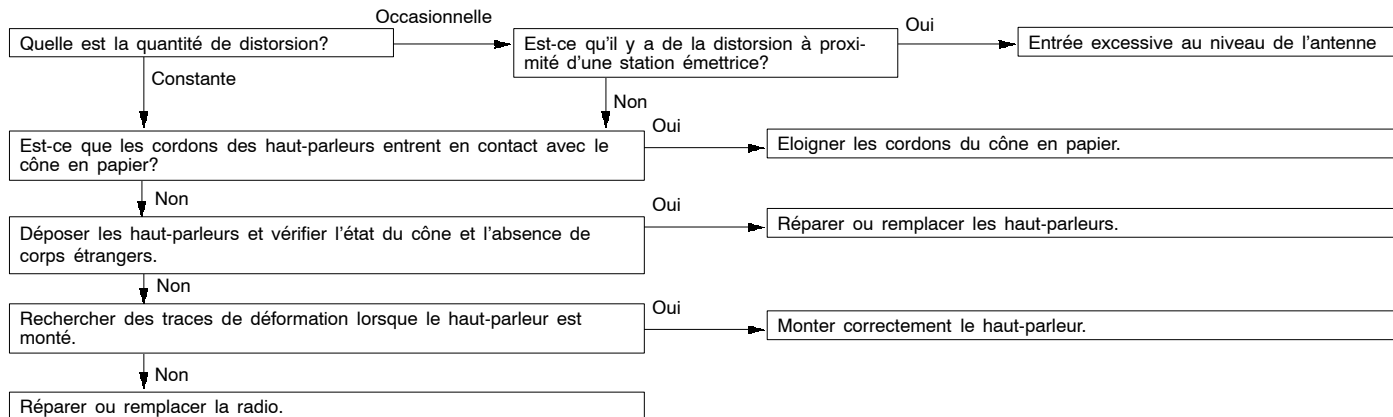 Occasionnelle
Quelle est la quantité de distorsion?
Est-ce qu'il y a de la distorsion à proxi-
mité d'une station émettrice?
Oui
Entrée excessive au niveau de l'antenne
Constante
Non
Est-ce que les cordons des haut-parleurs entrent en contact avec le
cône en papier?
Oui
Eloigner les cordons du cône en papier.
Non
Déposer les haut-parleurs et vérifier l'état du cône et l'absence de
corps étrangers.
Oui
Réparer ou remplacer les haut-parleurs.
Non
Rechercher des traces de déformation lorsque le haut-parleur est
monté.
Oui
Monter correctement le haut-parleur.
Non
Réparer ou remplacer la radio.